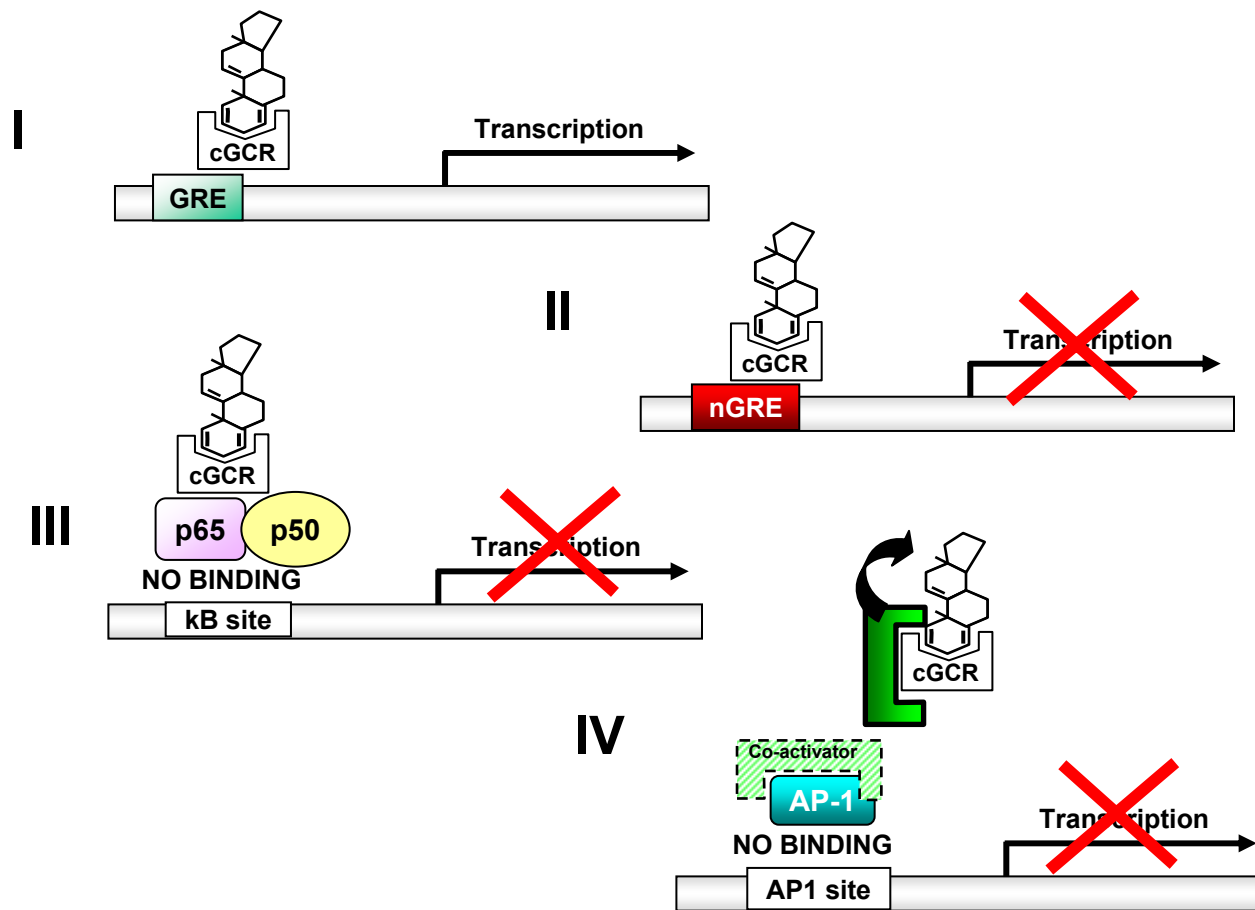 I
cGCR
Transcription
GRE
II
cGCR
Transcription
nGRE
III
cGCR
p65 p50
Transcription
NO BINDING
kB site
IV
cGCR
Co-activator
AP-1
Transcription
NO BINDING
AP1 site